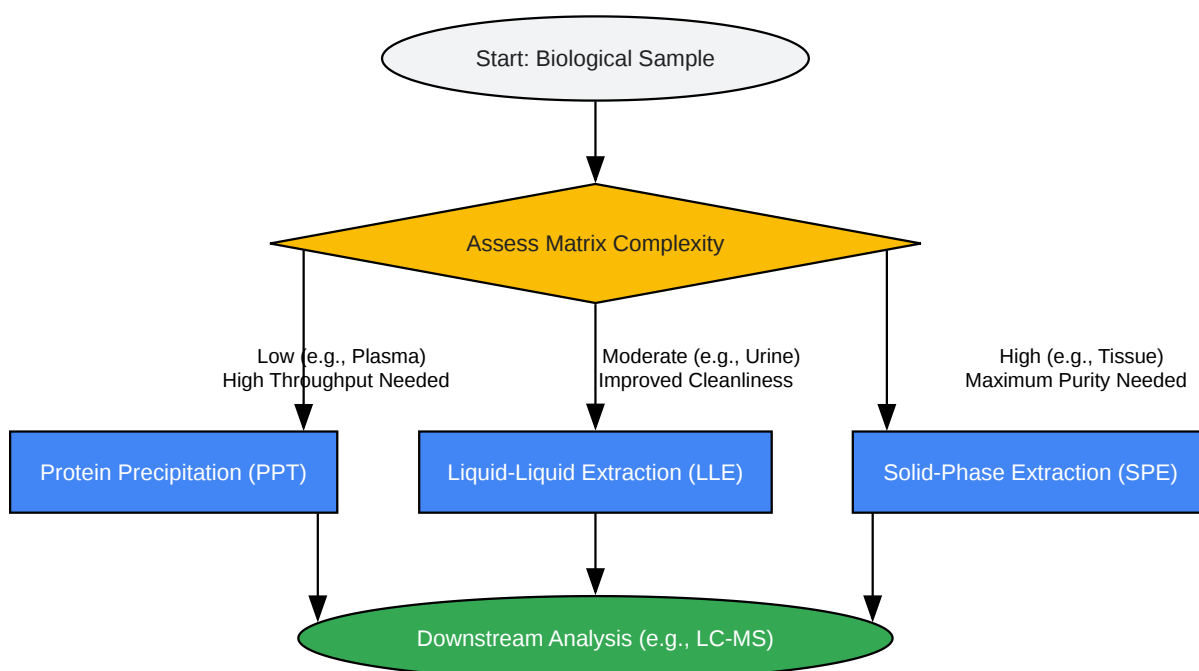 Start: Biological Sample
Assess Matrix Complexity
Low (e.g., Plasma)
High Throughput Needed
Moderate (e.g., Urine)
Improved Cleanliness
High (e.g., Tissue)
Maximum Purity Needed
Protein Precipitation (PPT)
Liquid-Liquid Extraction (LLE)
Solid-Phase Extraction (SPE)
Downstream Analysis (e.g., LC-MS)